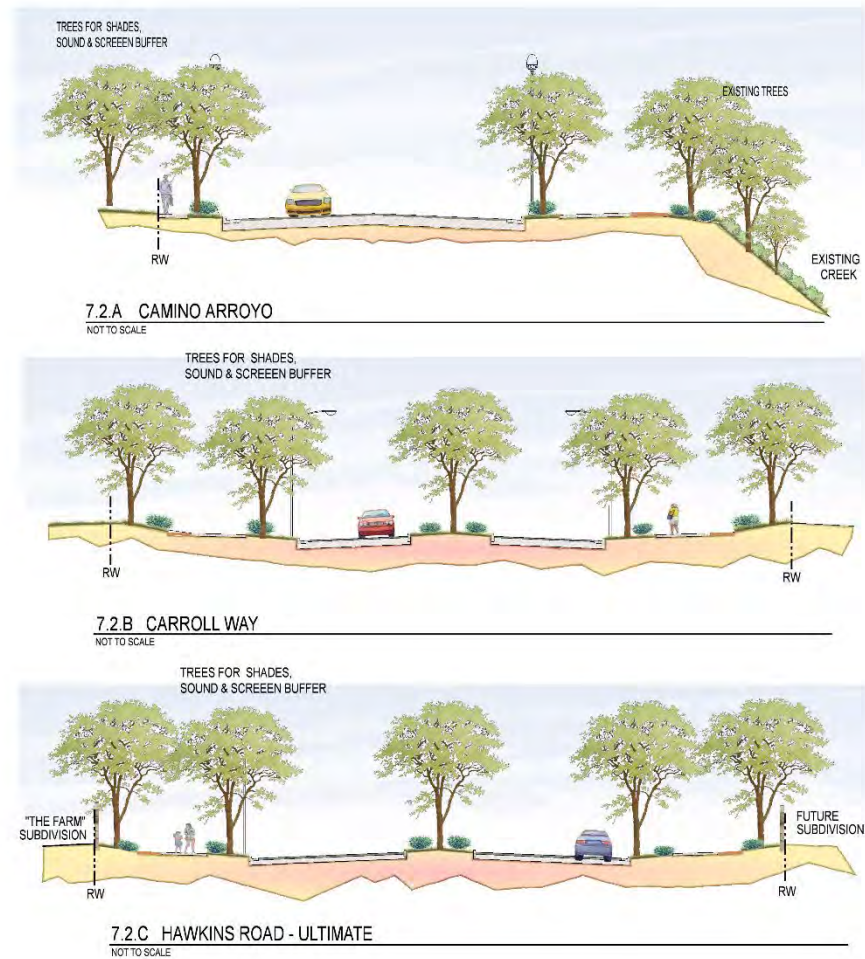 TREES FOR SHADES,
SOUND & SCREEEN BUFFER
EXISTING TREES
EXISTING
CREEK
RW
7.2.A CAMINO ARROYO
NOT TO SCALE
TREES FOR SHADES,
SOUND & SCREEEN BUFFER
RW
RW
7.2.B CARROLL WAY
NOT TO SCALE
TREES FOR SHADES,
SOUND & SCREEEN BUFFER
"THE FARM"
SUBDIVISION
FUTURE
SUBDIVISION
RW
RW
7.2.C HAWKINS ROAD - ULTIMATE
NOT TO SCALE